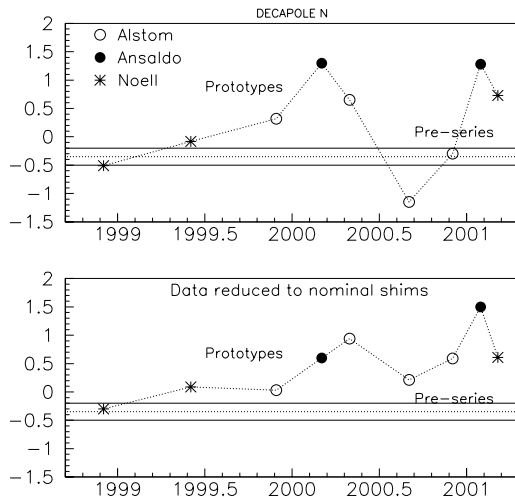 DECAPOLE N
2
1.5
1
0.5
0
−0.5
−1
−1.5
Alstom
Ansaldo
Noell
Prototypes
Pre−series
1999 1999.5 2000 2000.5 2001
2
1.5
1
0.5
0
−0.5
−1
−1.5
Data reduced to nominal shims
Prototypes
Pre−series
1999 1999.5 2000 2000.5 2001